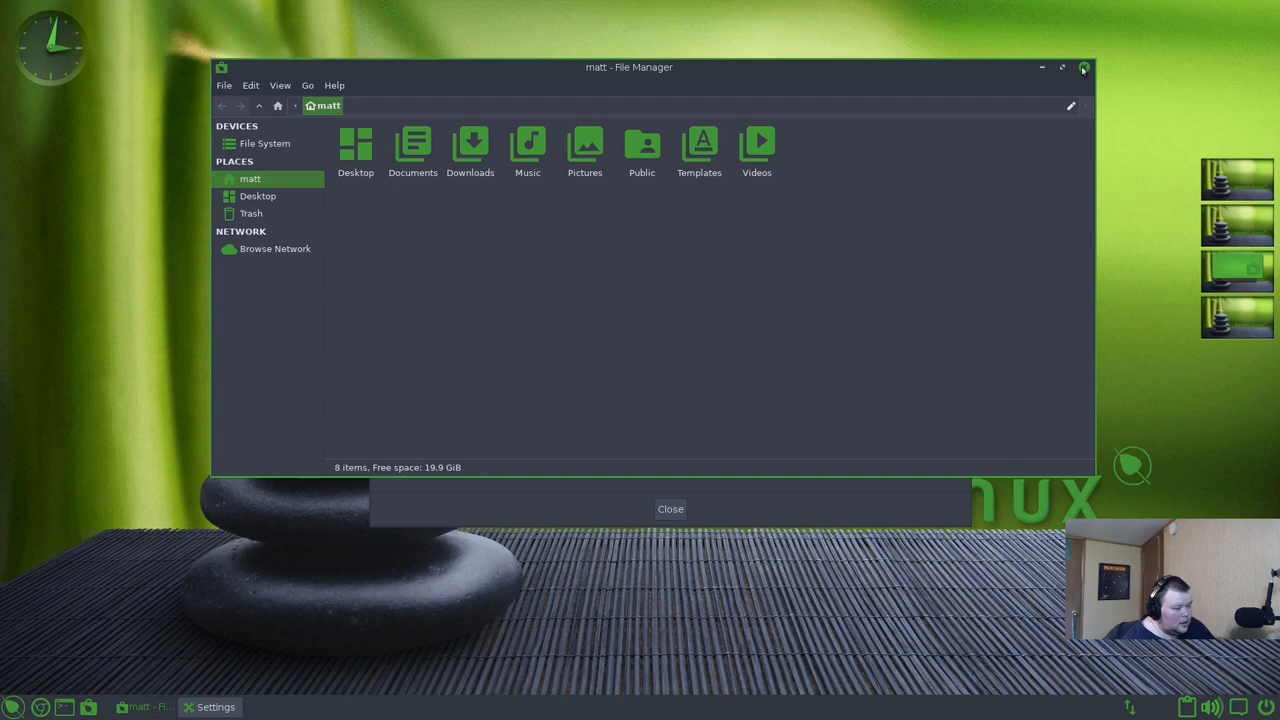 matt - File Manager
File Edit View Go Help
matt
DEVICES
File System
PLACES
matt
Desktop
Trash
NETWORK
Browse Network
Desktop Documents Downloads Music Pictures Public Templates Videos
8 items, Free space: 19.9 GiB
Close
nux
matt - Fi...
Settings